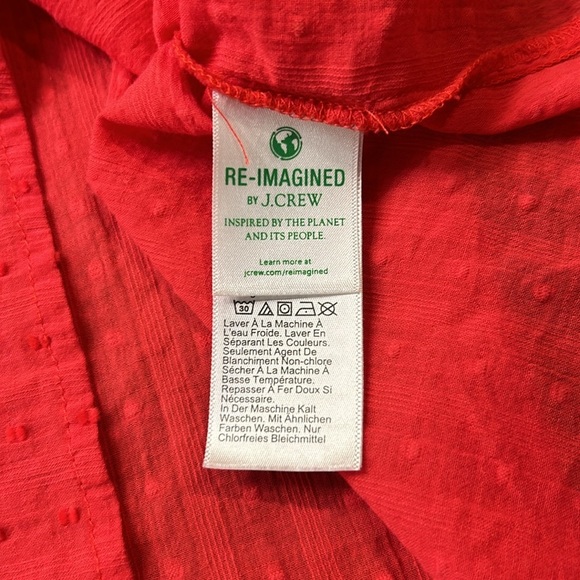 RE-IMAGINED
BY J.CREW
INSPIRED BY THE PLANET
AND ITS PEOPLE.
Learn more at
jcrew.com/reimagined
30
Laver À La Machine À
L'eau Froide. Laver En
Séparant Les Couleurs.
Seulement Agent De
Blanchiment Non-chlore
Sécher À La Machine À
Basse Température.
Repasser À Fer Doux Si
Nécessaire.
In Der Maschine Kalt
Waschen. Mit Ähnlichen
Farben Waschen. Nur
Chlorfreies Bleichmittel